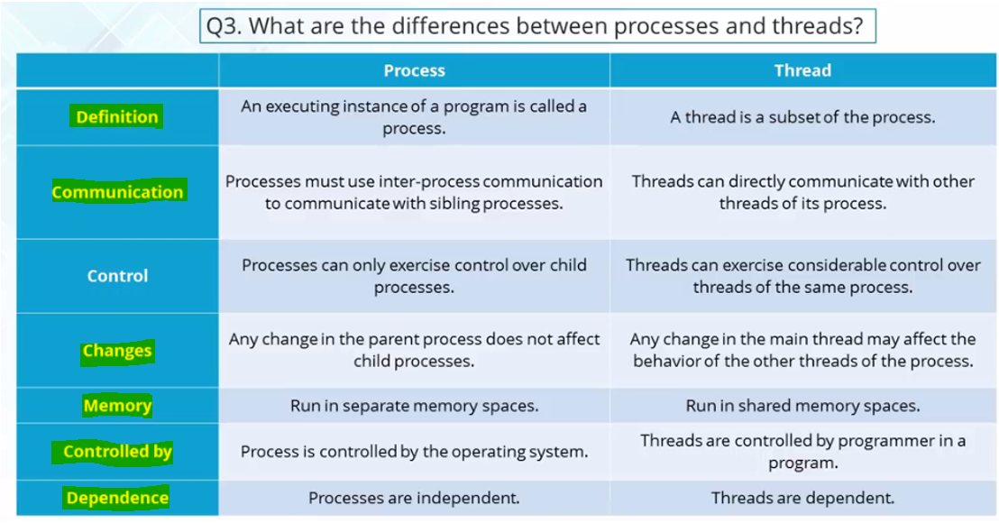 Q3. What are the differences between processes and threads?
Process
Thread
Definition
An executing instance of a program is called a
process.
A thread is a subset of the process.
Communication
Processes must use inter-process communication
to communicate with sibling processes.
Threads can directly communicate with other
threads of its process.
Control
Processes can only exercise control over child
processes.
Threads can exercise considerable control over
threads of the same process.
Changes
Any change in the parent process does not affect
child processes.
Any change in the main thread may affect the
behavior of the other threads of the process.
Memory
Run in separate memory spaces.
Run in shared memory spaces.
Controlled by
Process is controlled by the operating system.
Threads are controlled by programmer in a
program.
Dependence
Processes are independent.
Threads are dependent.